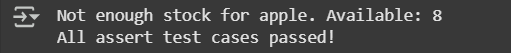 Not enough stock for apple. Available: 8
All assert test cases passed!